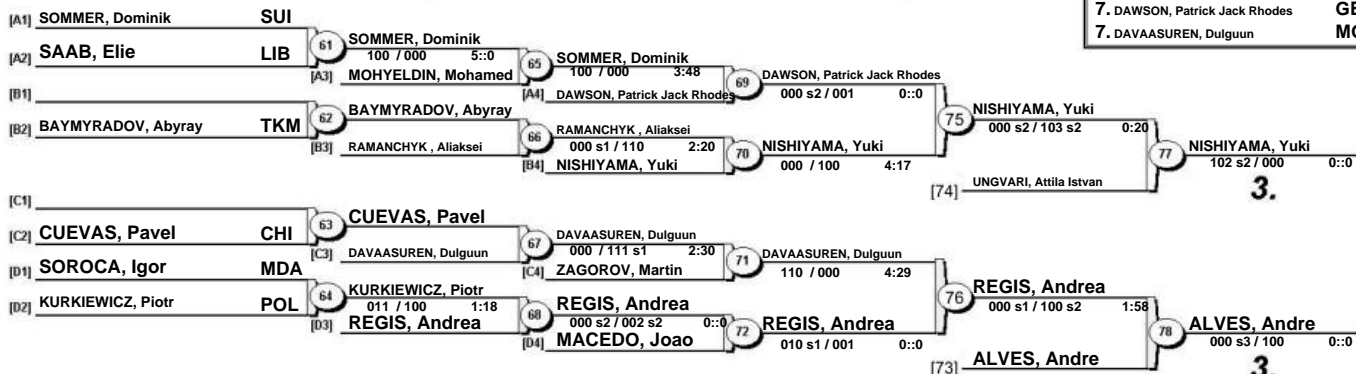 7. DAWSON, Patrick Jack Rhodes
7. DAVAASUREN, Dulguun
[A1] SOMMER, Dominik SUI
[A2] SAAB, Elie LIB
61 SOMMER, Dominik
100 / 000 5::0
[A3] MOHYELDIN, Mohamed
65 SOMMER, Dominik
100 / 000 3:48
[A4] DAWSON, Patrick Jack Rhodes
69 DAWSON, Patrick Jack Rhodes
000 s2 / 001 0::0
[B1]
[B2] BAYMYRADOV, Abyray TKM
62 BAYMYRADOV, Abyray
[B3] RAMANCHYK , Aliaksei
66 RAMANCHYK , Aliaksei
000 s1 / 110 2:20
[B4] NISHIYAMA, Yuki
70 NISHIYAMA, Yuki
000 / 100 4:17
75 NISHIYAMA, Yuki
000 s2 / 103 s2 0:20
[74] UNGVARI, Attila Istvan
77 NISHIYAMA, Yuki
102 s2 / 000 0::0
3.
[C1]
[C2] CUEVAS, Pavel CHI
63 CUEVAS, Pavel
[C3] DAVAASUREN, Dulguun
67 DAVAASUREN, Dulguun
000 / 111 s1 2:30
[C4] ZAGOROV, Martin
71 DAVAASUREN, Dulguun
110 / 000 4:29
[D1] SOROCA, Igor MDA
[D2] KURKIEWICZ, Piotr POL
64 KURKIEWICZ, Piotr
011 / 100 1:18
[D3] REGIS, Andrea
68 REGIS, Andrea
000 s2 / 002 s2 0::0
[D4] MACEDO, Joao
72 REGIS, Andrea
010 s1 / 001 0::0
76 REGIS, Andrea
000 s1 / 100 s2 1:58
[73] ALVES, Andre
78 ALVES, Andre
000 s3 / 100 0::0
3.